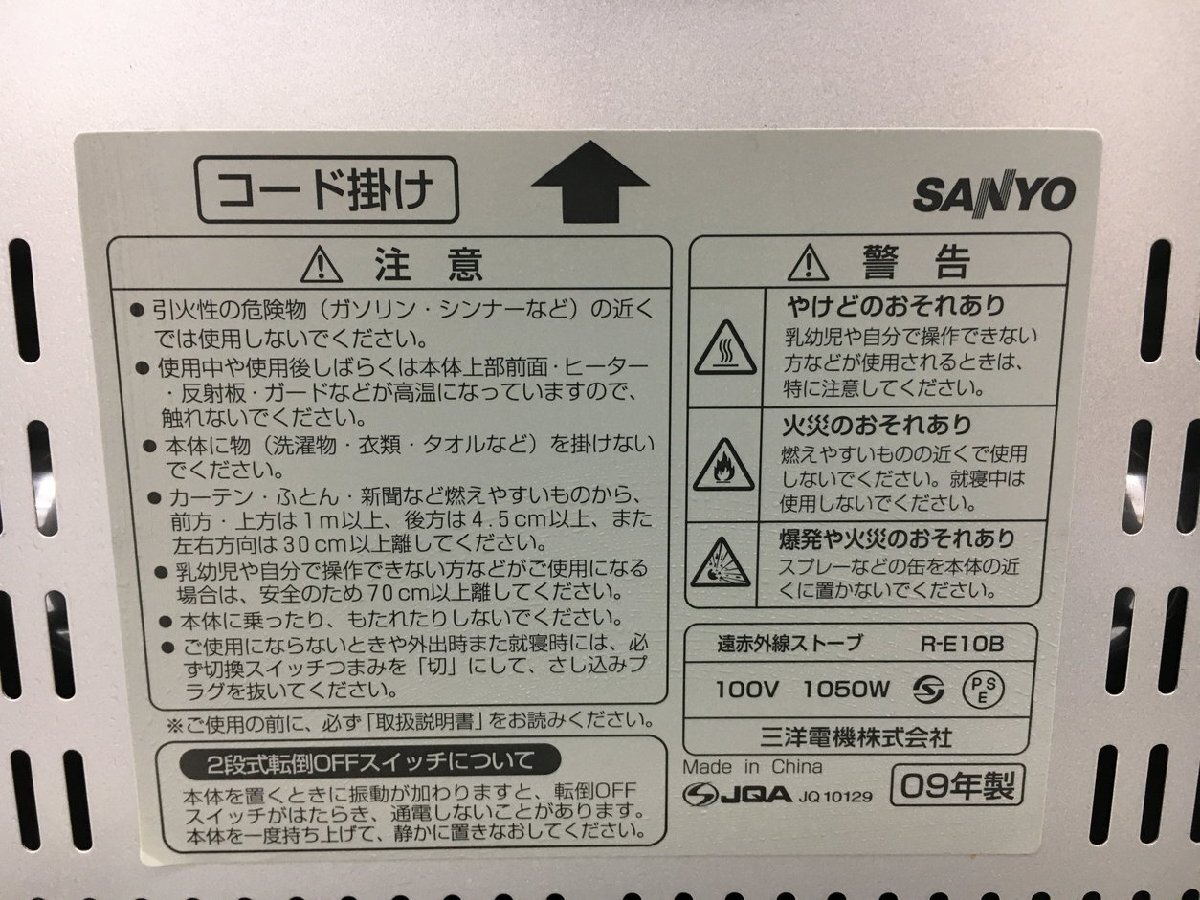 コード掛け
SANYO
注意
●引火性の危険物（ガソリン・シンナーなど）の近く
では使用しないでください。
●使用中や使用後しばらくは本体上部前面・ヒーター
・反射板・ガードなどが高温になっていますので、
触れないでください。
●本体に物（洗濯物・衣類・タオルなど）を掛けない
でください。
●カーテン・ふとん・新聞など燃えやすいものから、
前方・上方は1m以上、後方は4.5cm以上、また
左右方向は30cm以上離してください。
●乳幼児や自分で操作できない方などがご使用になる
場合は、安全のため70cm以上離してください。
●本体に乗ったり、もたれたりしないでください。
●ご使用にならないときや外出時また就寝時には、必
ず切換スイッチつまみを「切」にして、さし込みプ
ラグを抜いてください。
※ご使用の前に、必ず「取扱説明書」をお読みください。
2段式転倒OFFスイッチについて
本体を置くときに振動が加わりますと、転倒OFF
スイッチがはたらき、通電しないことがあります。
本体を一度持ち上げて、静かに置きなおしてください。
警告
やけどのおそれあり
乳幼児や自分で操作できない
方などが使用されるときは、
特に注意してください。
火災のおそれあり
燃えやすいものの近くで使用
しないでください。就寝中は
使用しないでください。
爆発や火災のおそれあり
スプレーなどの缶を本体の近
くに置かないでください。
遠赤外線ストーブ R-E10B
100V 1050W PSE
三洋電機株式会社
Made in China
JQA JQ10129
09年製